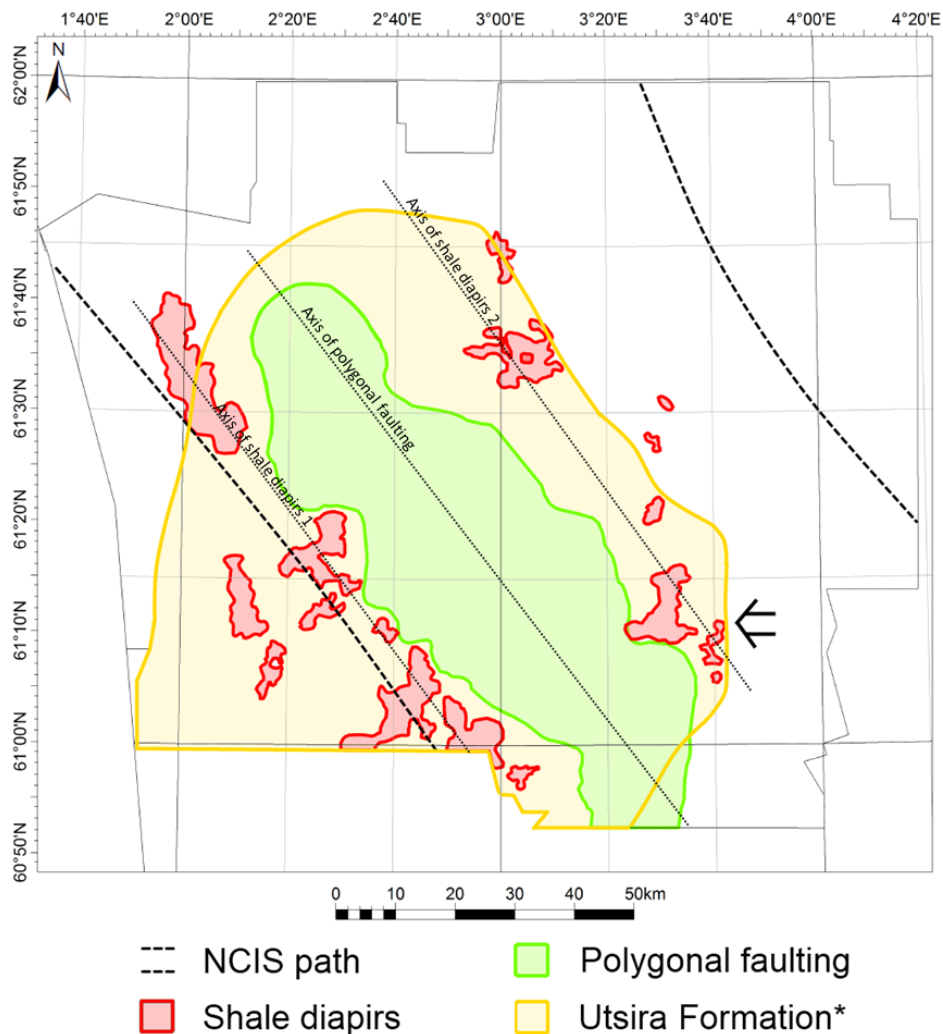 1°40'E 2°00'E 2°20'E 2°40'E 3°00'E 3°20'E 3°40'E 4°00'E 4°20'E
N
62°00'N
61°50'N
61°40'N
61°30'N
61°20'N
61°10'N
61°00'N
60°50'N
Axis of shale diapirs 2
Axis of polygonal faulting
Axis of shale diapirs 1
0 10 20 30 40 50km
NCIS path
Polygonal faulting
Shale diapirs
Utsira Formation*